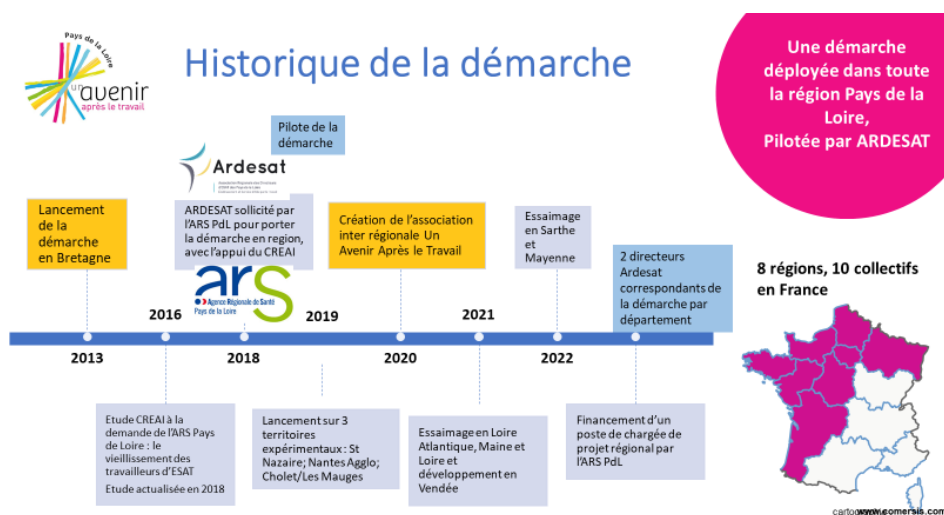 Pays de la Loire
un avenir
après le travail
Historique de la démarche
Une démarche
déployée dans toute
la région Pays de la
Loire,
Pilotée par ARDESAT
Pilote de la
démarche
Ardesat
Lancement
de la
démarche
en Bretagne
ARDESAT sollicité par
l'ARS PdL pour porter
la démarche en region,
avec l'appui du CREAI
Création de l'association
inter régionale Un
Avenir Après le Travail
Essaimage
en Sarthe
et
Mayenne
2 directeurs
Ardesat
correspondants de
de la démarche par
département
8 régions, 10 collectifs
en France
ars
Agence Régionale de Santé
Pays de la Loire
2016
2019
2021
2013
2018
2020
2022
Etude CREAI à la
demande de l'ARS Pays
de Loire : le
vieillissement des
travailleurs d'ESAT
Etude actualisée en 2018
Lancement sur 3
territoires
expérimentaux : St
Nazaire; Nantes Agglo;
Cholet/Les Mauges
Essaimage en Loire
Atlantique, Maine et
Loire et
développement en
Vendée
Financement d'un
poste de chargée de
projet régional par
l'ARS PdL
www.comersis.com